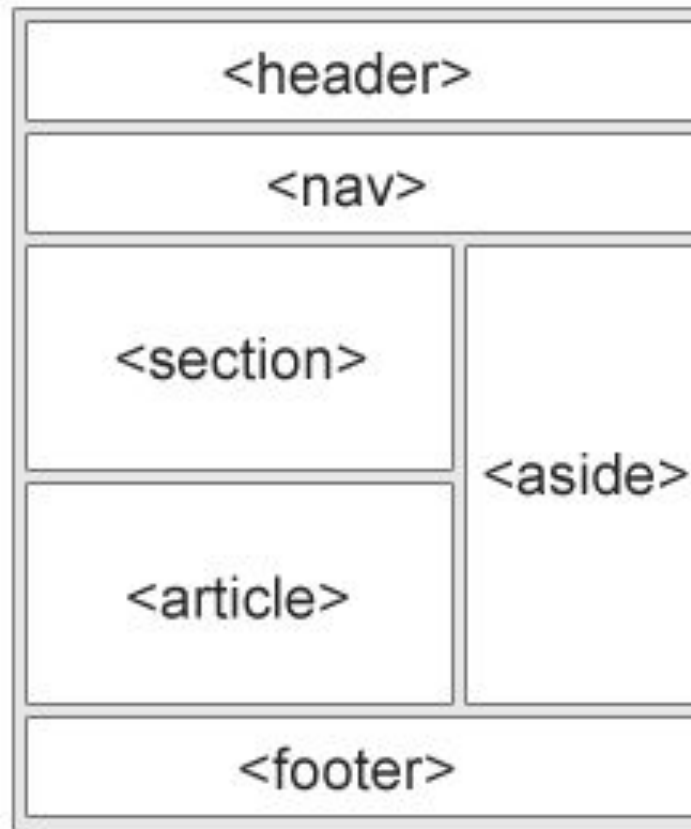 <header>
<nav>
<section>
<aside>
<article>
<footer>